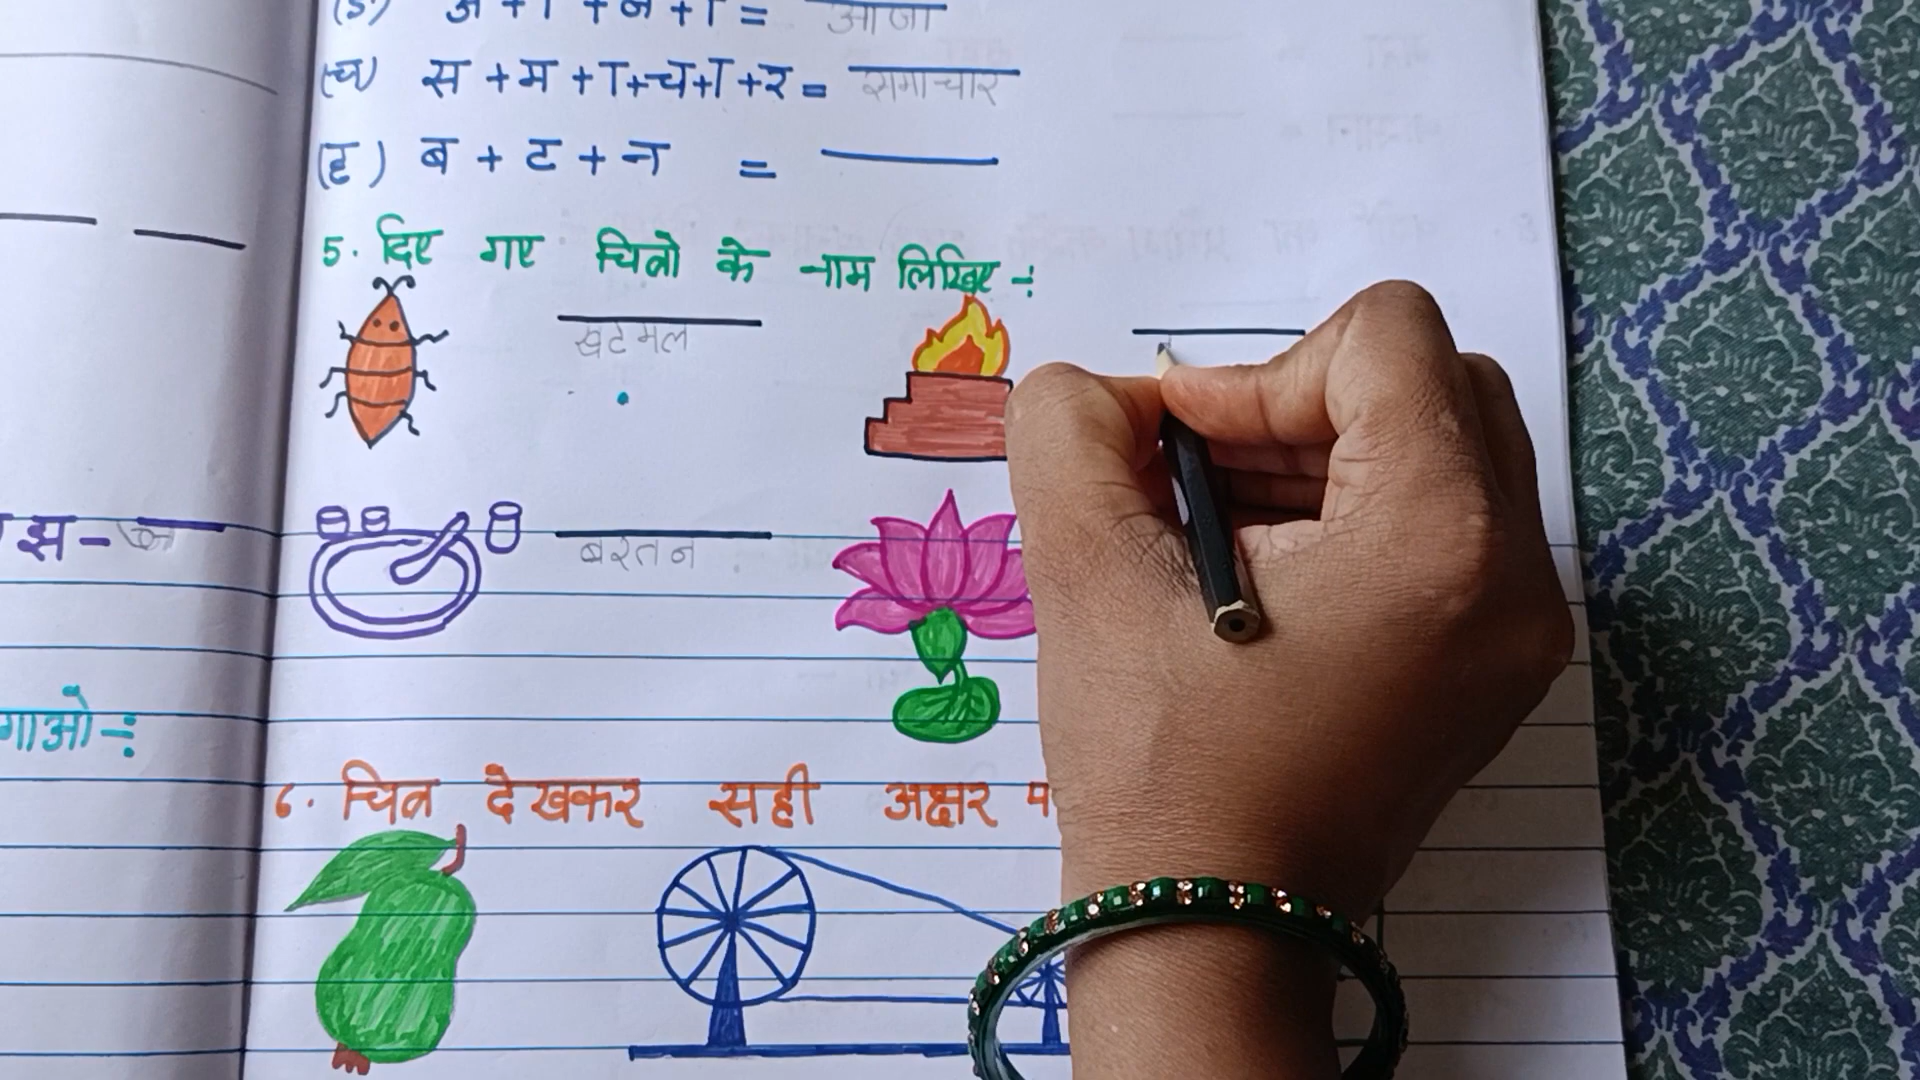 (ङ) अ + ा + ज + ा = आजा
(च) स + म + ा + च + ा + र = समाचार
(ह) ब + ट + न =
5. दिए गए चित्रो के नाम लिखिए -:
खटमल
झ -
बरतन
गाओ -:
6. चित्र देखकर सही अक्षर प